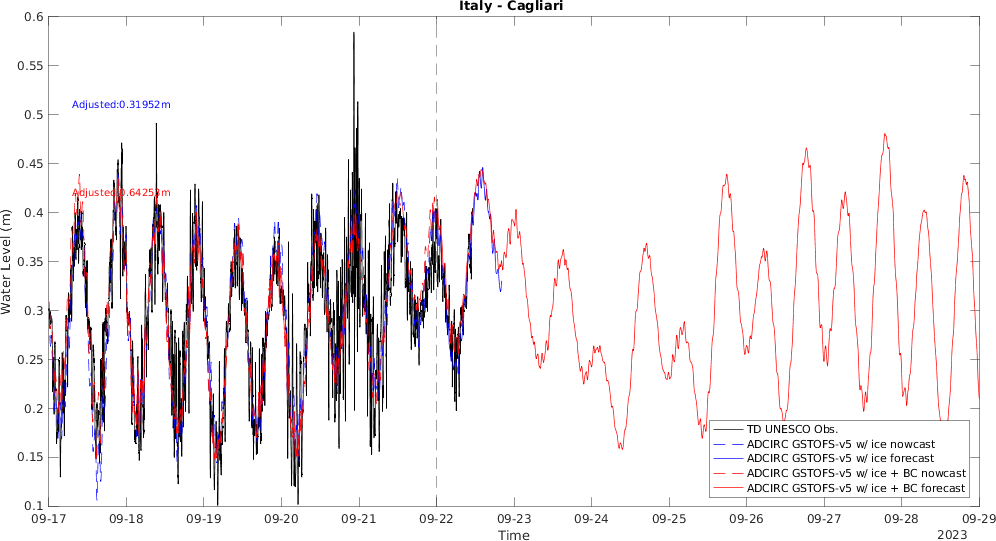 Italy - Cagliari
0.6
0.55
0.5
0.45
0.4
0.35
0.3
0.25
0.2
0.15
0.1
Water Level (m)
Adjusted:0.31952m
Adjusted:0.64253m
TD UNESCO Obs.
ADCIRC GSTOFS-v5 w/ ice nowcast
ADCIRC GSTOFS-v5 w/ ice forecast
ADCIRC GSTOFS-v5 w/ ice + BC nowcast
ADCIRC GSTOFS-v5 w/ ice + BC forecast
09-17 09-18 09-19 09-20 09-21 09-22 09-23 09-24 09-25 09-26 09-27 09-28 09-29
Time
2023